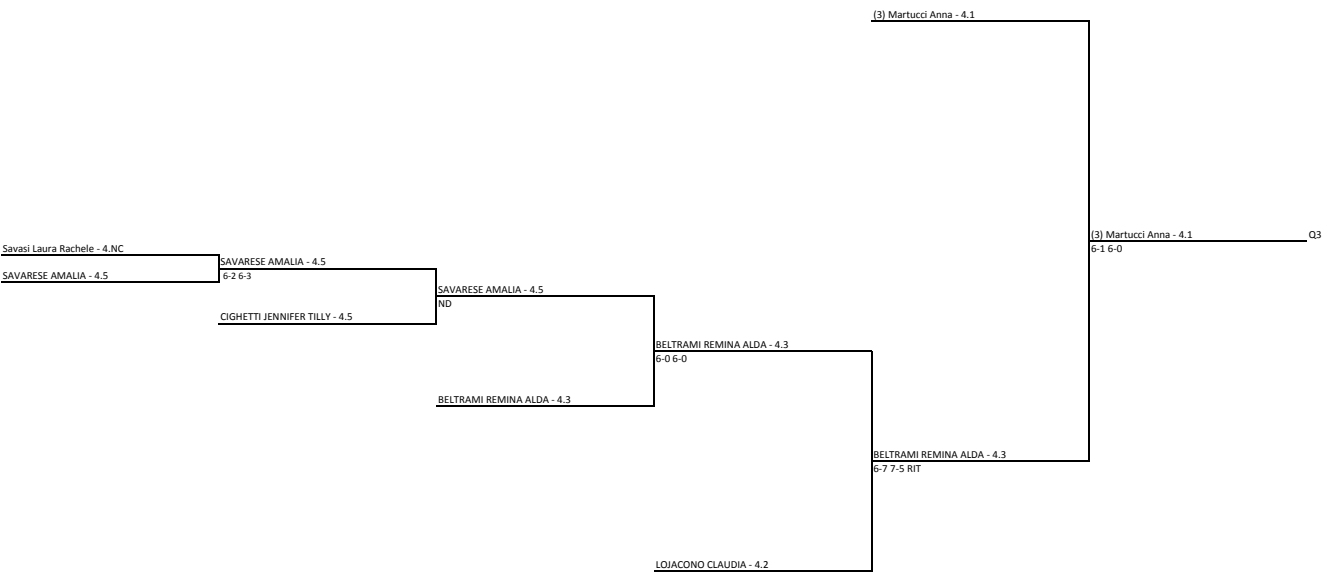 (3) Martucci Anna - 4.1
(3) Martucci Anna - 4.1
Q3
6-1 6-0
Savasi Laura Rachele - 4.NC
SAVARESE AMALIA - 4.5
SAVARESE AMALIA - 4.5
6-2 6-3
SAVARESE AMALIA - 4.5
ND
CIGHETTI JENNIFER TILLY - 4.5
BELTRAMI REMINA ALDA - 4.3
6-0 6-0
BELTRAMI REMINA ALDA - 4.3
BELTRAMI REMINA ALDA - 4.3
6-7 7-5 RIT
LOJACONO CLAUDIA - 4.2